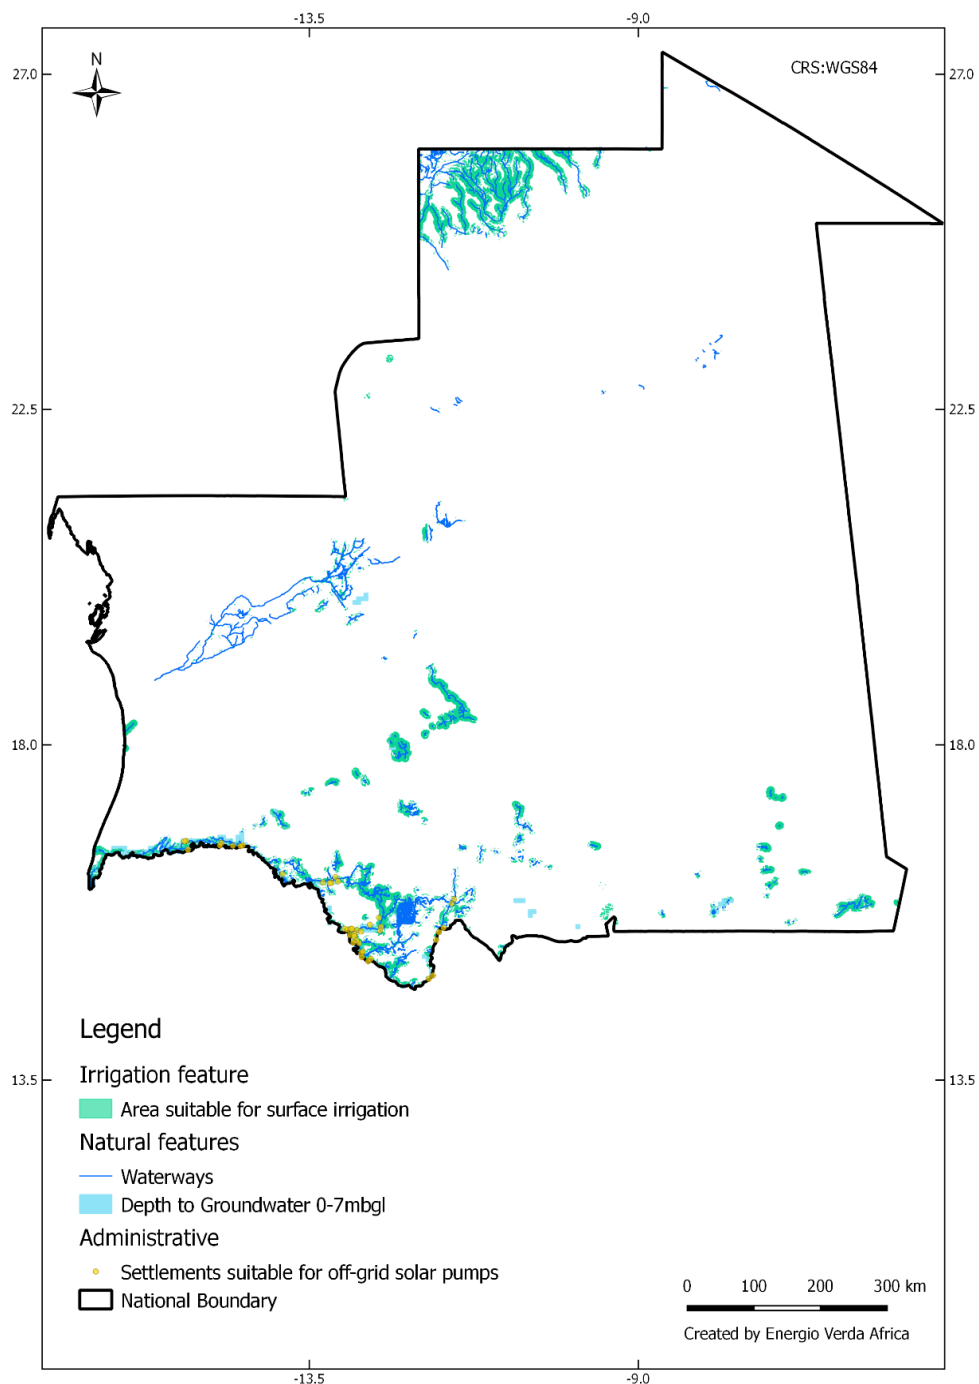 -13.5 -9.0
N
CRS:WGS84
27.0 27.0
22.5 22.5
18.0 18.0
13.5 13.5
Legend
Irrigation feature
Area suitable for surface irrigation
Natural features
Waterways
Depth to Groundwater 0-7mbgl
Administrative
Settlements suitable for off-grid solar pumps
National Boundary
0 100 200 300 km
Created by Energio Verda Africa
-13.5 -9.0